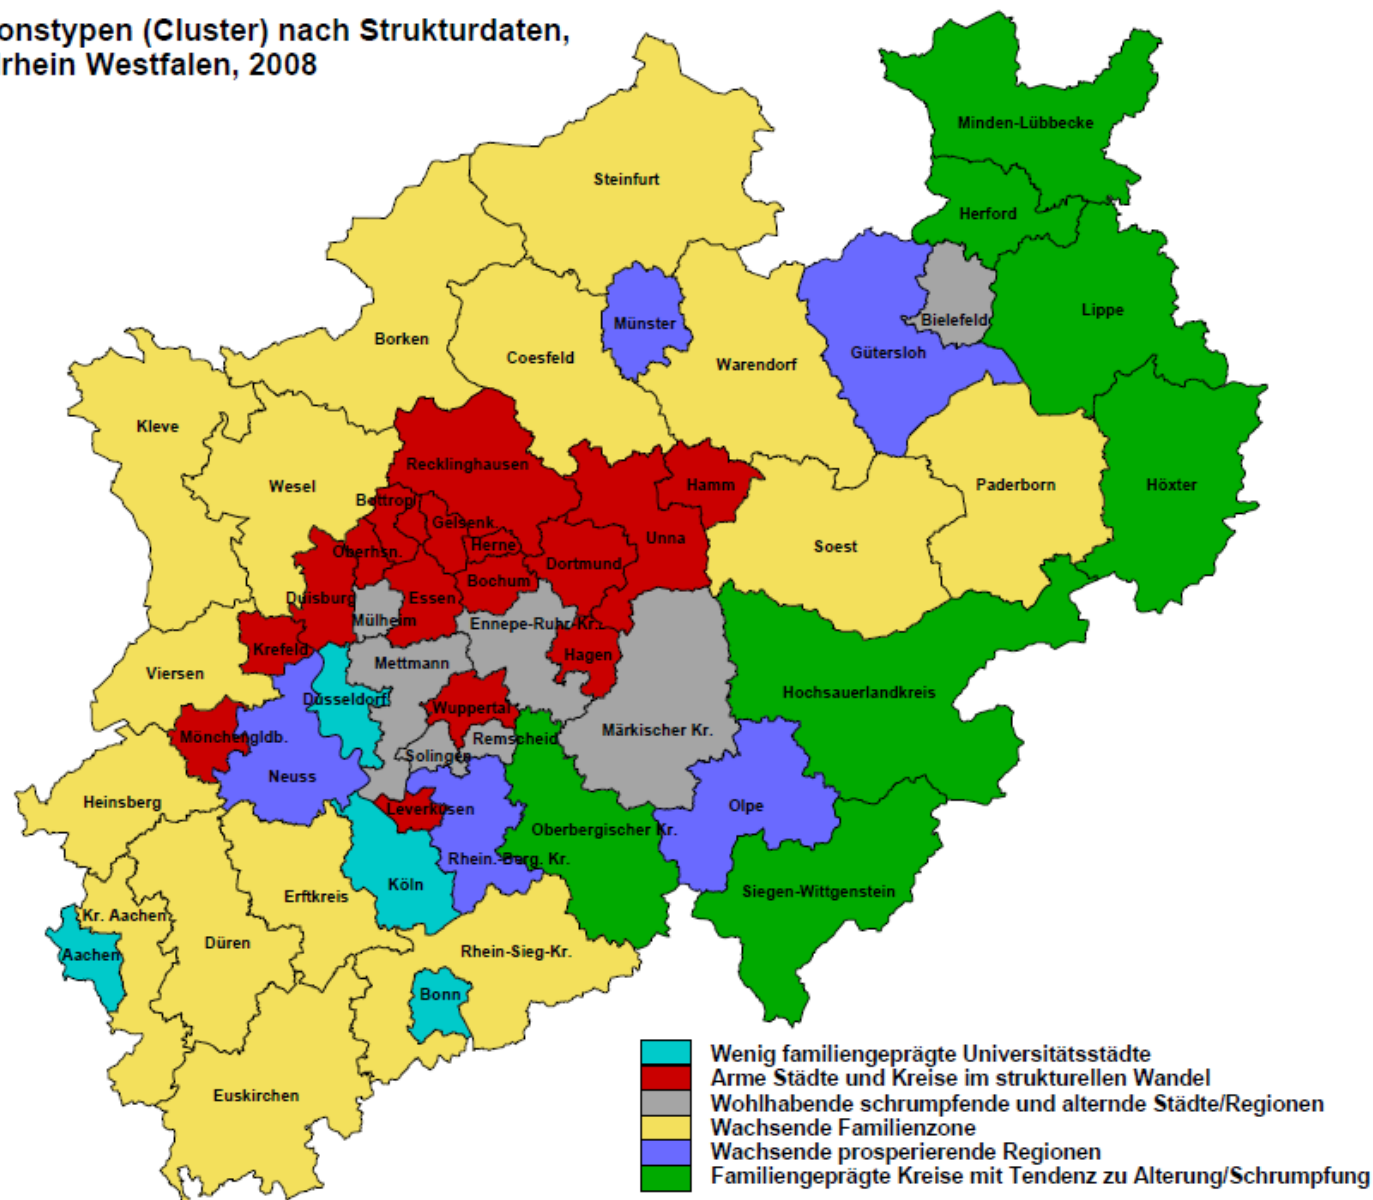 onstypen (Cluster) nach Strukturdaten,
rhein Westfalen, 2008
Minden-Lübbecke
Steinfurt
Herford
Lippe
Münster
Bielefeld
Borken
Gütersloh
Coesfeld
Warendorf
Kleve
Recklinghausen
Wesel
Hamm
Paderborn
Höxter
Bottrop
Gelsenk.
Unna
Herne
Soest
Oberhsn.
Dortmund
Bochum
Duisburg
Essen
Mülheim
Ennepe-Ruhr-Kr.
Krefeld
Hagen
Mettmann
Viersen
Hochsauerlandkreis
Düsseldorf
Wuppertal
Märkischer Kr.
Mönchengldb.
Remscheid
Solingen
Neuss
Heinsberg
Olpe
Leverkusen
Oberbergischer Kr.
Rhein.-Berg. Kr.
Köln
Siegen-Wittgenstein
Erftkreis
Kr. Aachen
Düren
Rhein-Sieg-Kr.
Aachen
Bonn
Euskirchen
Wenig familiengeprägte Universitätsstädte
Arme Städte und Kreise im strukturellen Wandel
Wohlhabende schrumpfende und alternde Städte/Regionen
Wachsende Familienzone
Wachsende prosperierende Regionen
Familiengeprägte Kreise mit Tendenz zu Alterung/Schrumpfung